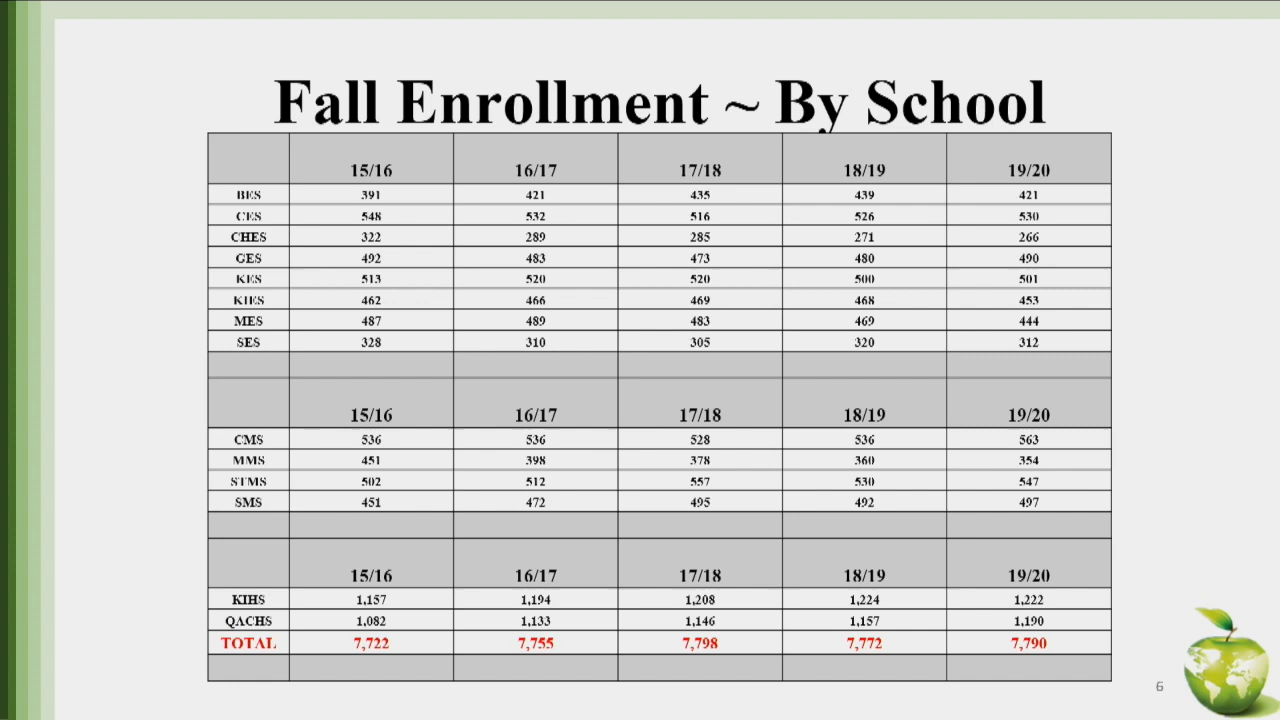 Fall Enrollment ~ By School
15/16 16/17 17/18 18/19 19/20
BES 391 421 435 439 421
CES 548 532 516 526 530
CHES 322 289 285 271 266
GES 492 483 473 480 490
KES 513 520 520 500 501
KIES 462 466 469 468 453
MES 487 489 483 469 444
SES 328 310 305 320 312
15/16 16/17 17/18 18/19 19/20
CMS 536 536 528 536 563
MMS 451 398 378 360 354
STMS 502 512 557 530 547
SMS 451 472 495 492 497
15/16 16/17 17/18 18/19 19/20
KIHS 1,157 1,194 1,208 1,224 1,222
QACHS 1,082 1,133 1,146 1,157 1,190
TOTAL 7,722 7,755 7,798 7,772 7,790
6